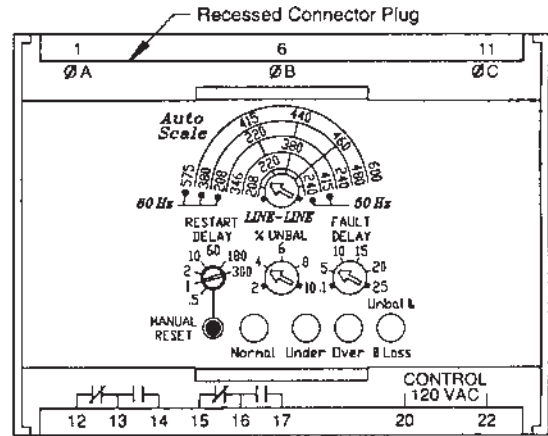 Recessed Connector Plug
1 6 11
ØA ØB ØC
Auto Scale
415 440
220 460
380
220
575 380 208 346 208 240 415 240 480 600
60 Hz LINE-LINE 50 Hz
RESTART DELAY % UNBAL FAULT DELAY
.5 1 2 10 60 180 300
2 4 6 8 10
.1 5 10 15 20 25
MANUAL RESET
Unbal &
Normal Under Over Ø Loss
CONTROL
120 VAC
12 13 14 15 16 17 20 22